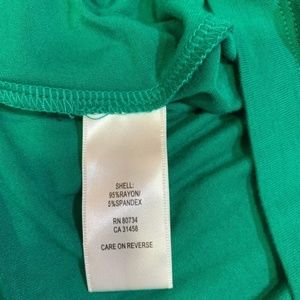 SHELL:
95%RAYON/
5%SPANDEX
RN 80734
CA 31458
CARE ON REVERSE